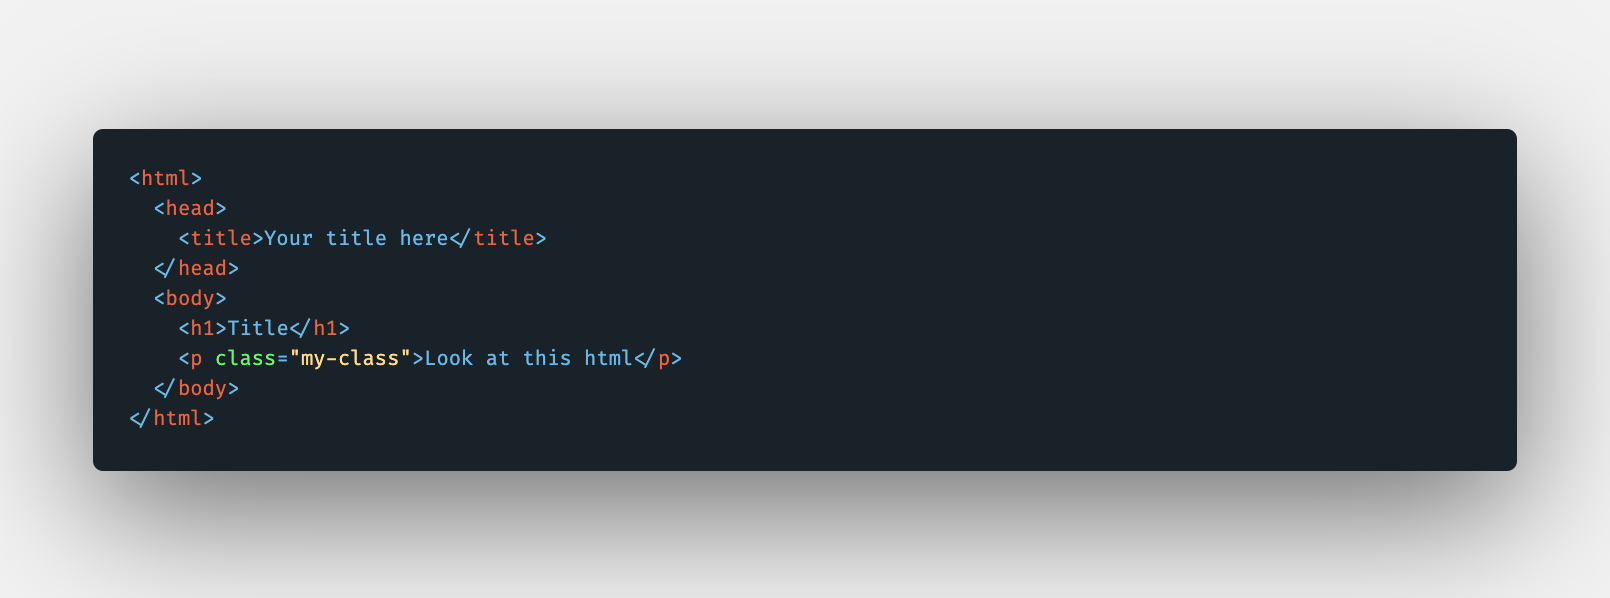 <html>
  <head>
    <title>Your title here</title>
  </head>
  <body>
    <h1>Title</h1>
    <p class="my-class">Look at this html</p>
  </body>
</html>